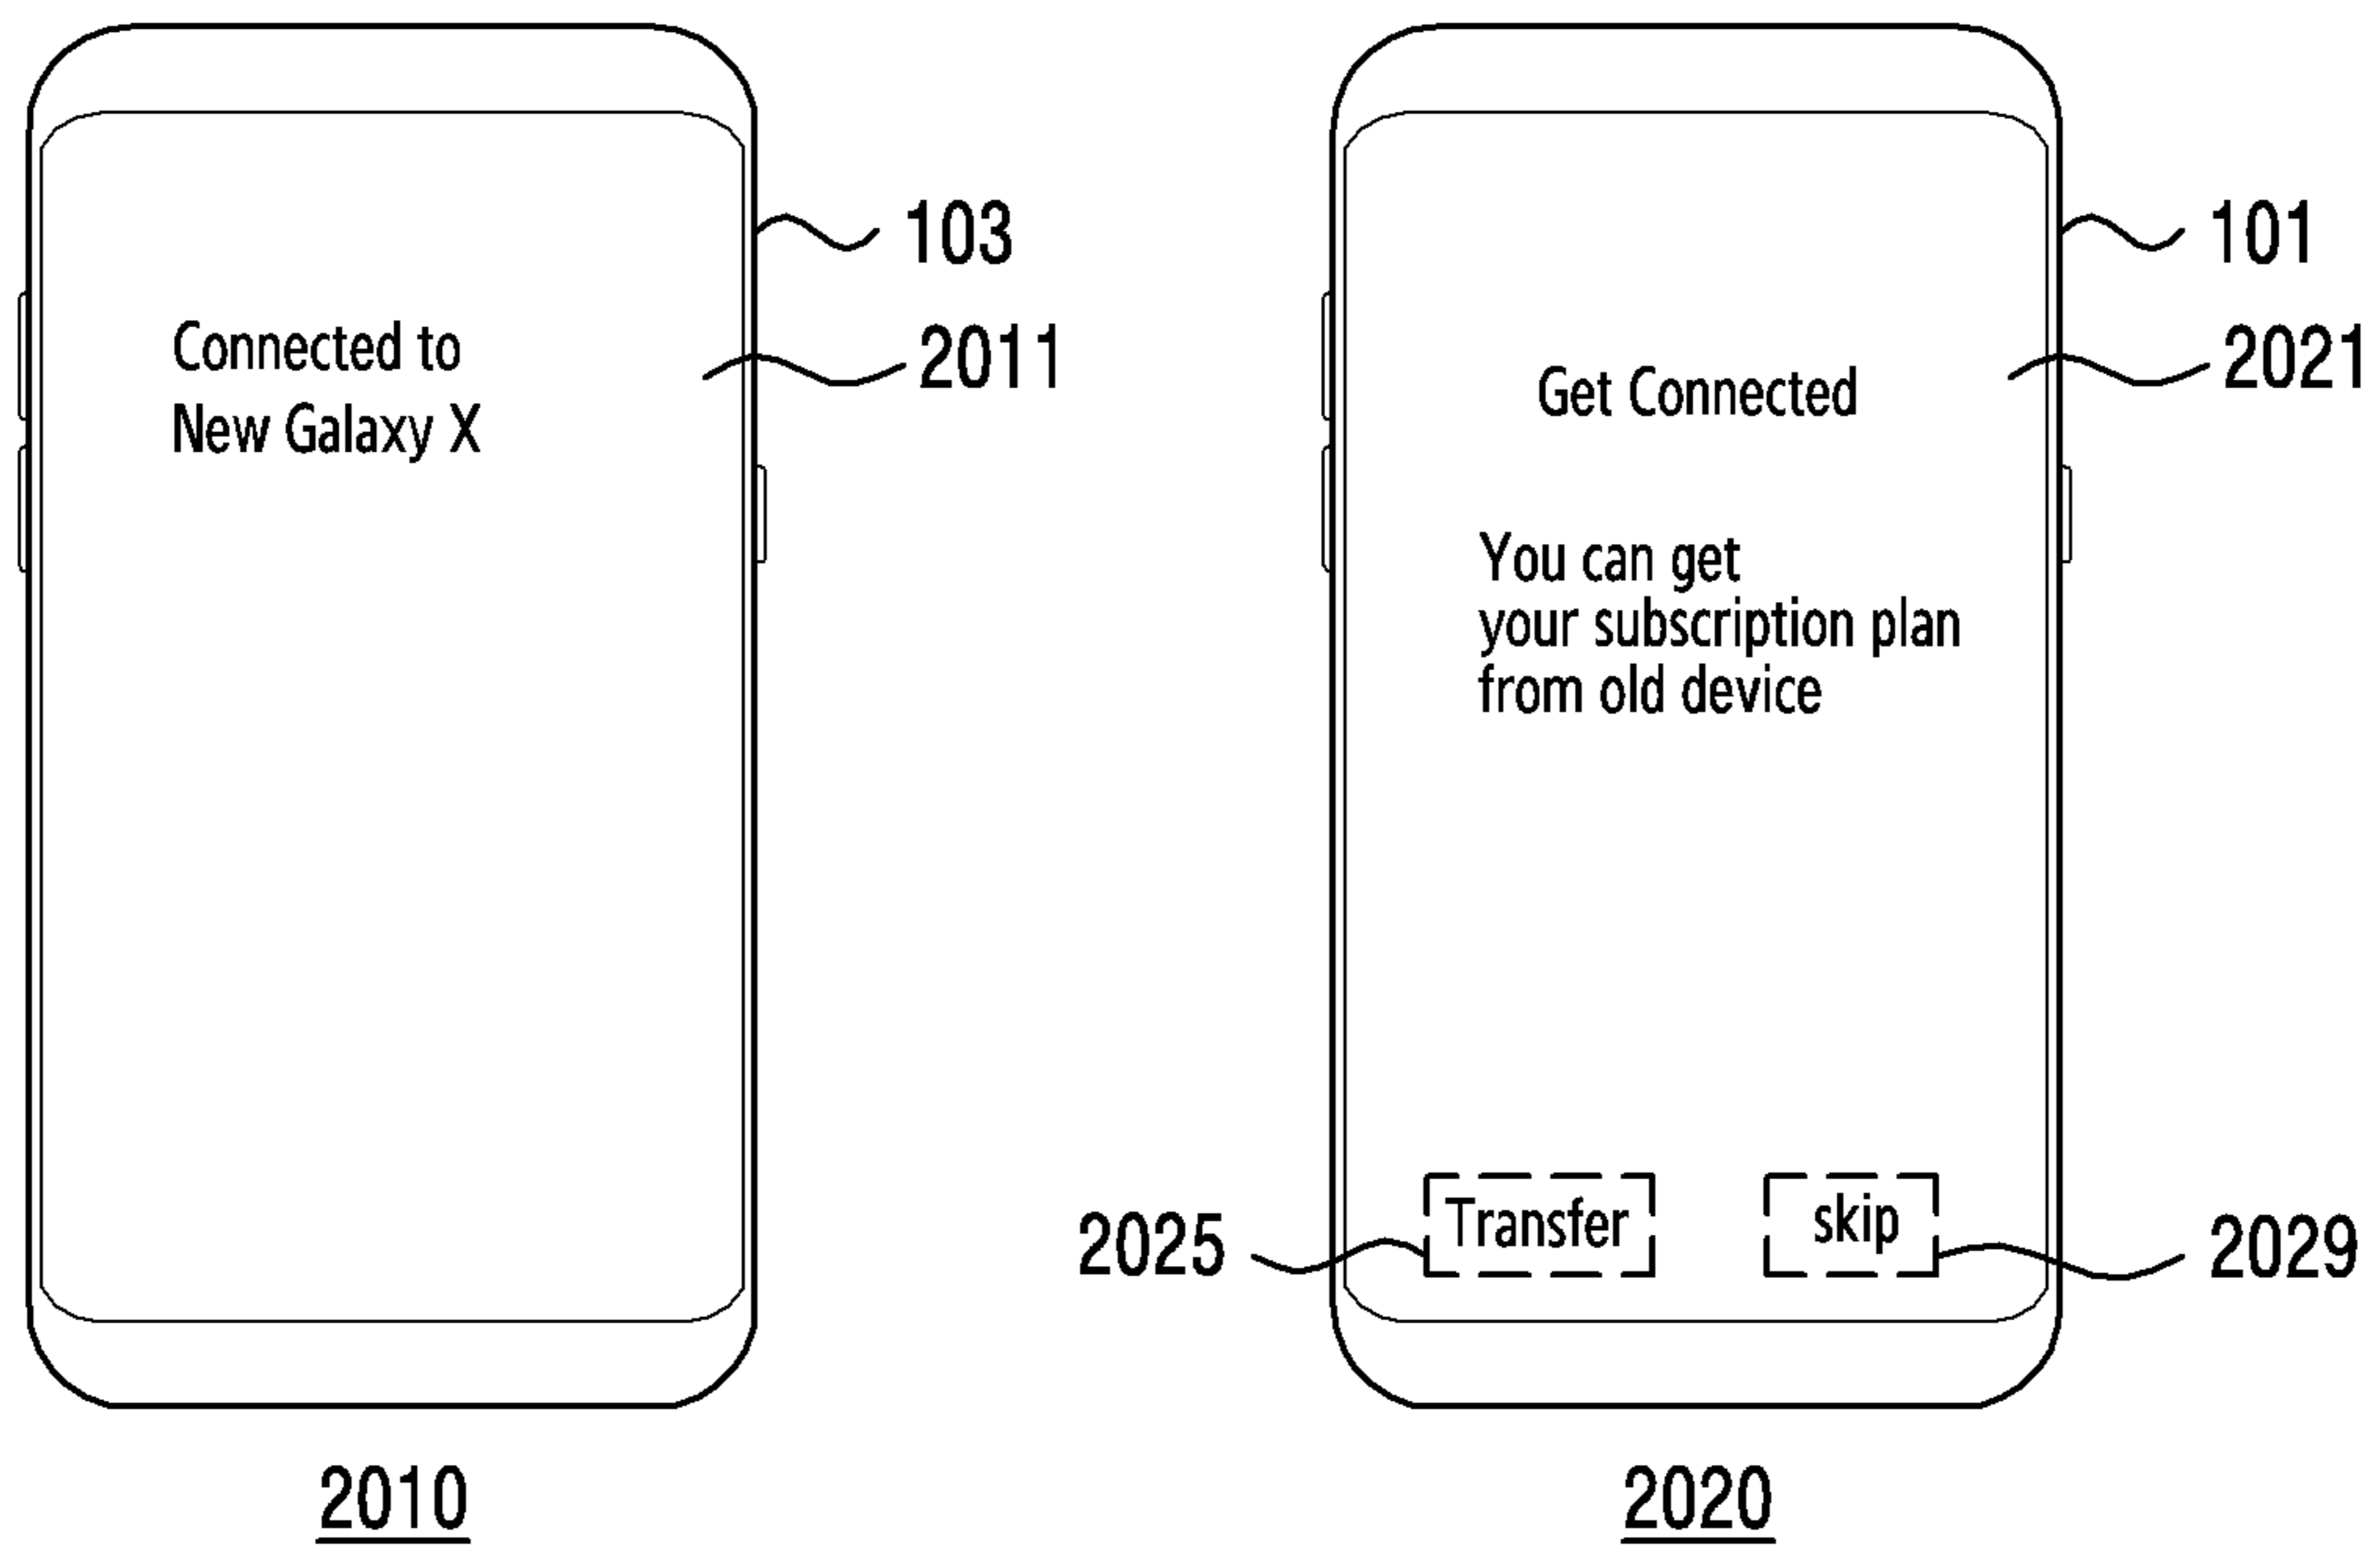 103
2011
Connected to
New Galaxy X
2010
101
2021
Get Connected
You can get
your subscription plan
from old device
Transfer
skip
2025
2029
2020